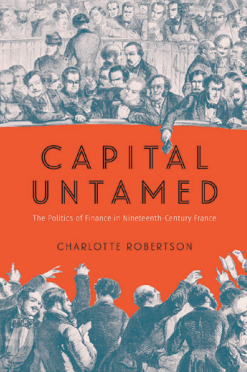 CAPITAL
UNTAMED
The Politics of Finance in Nineteenth-Century France
CHARLOTTE ROBERTSON